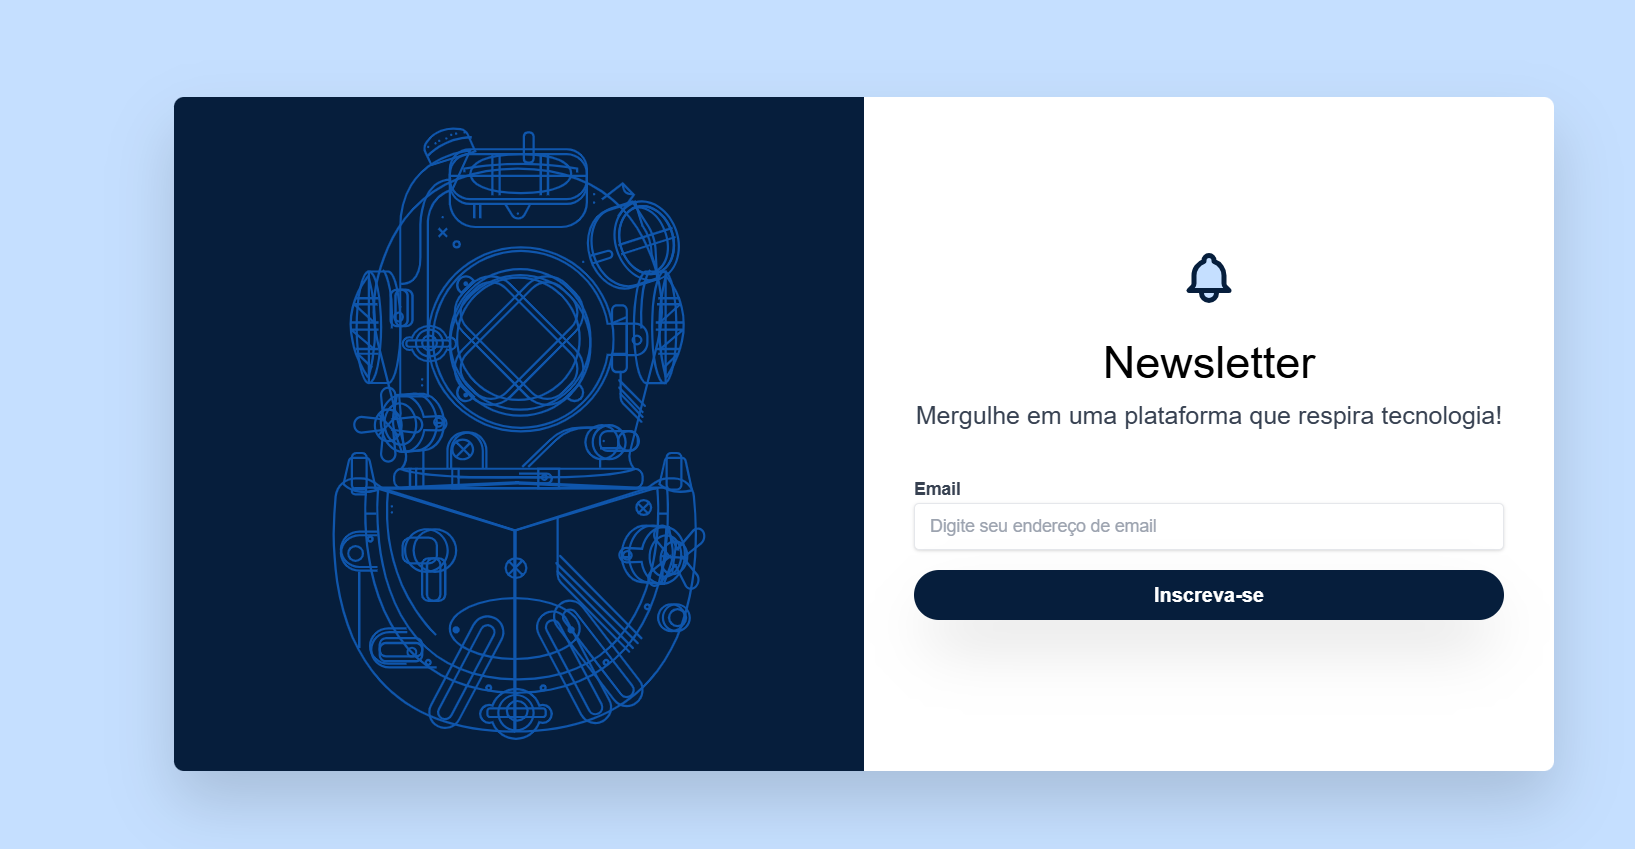 Newsletter
Mergulhe em uma plataforma que respira tecnologia!
Email
Digite seu endereço de email
Inscreva-se